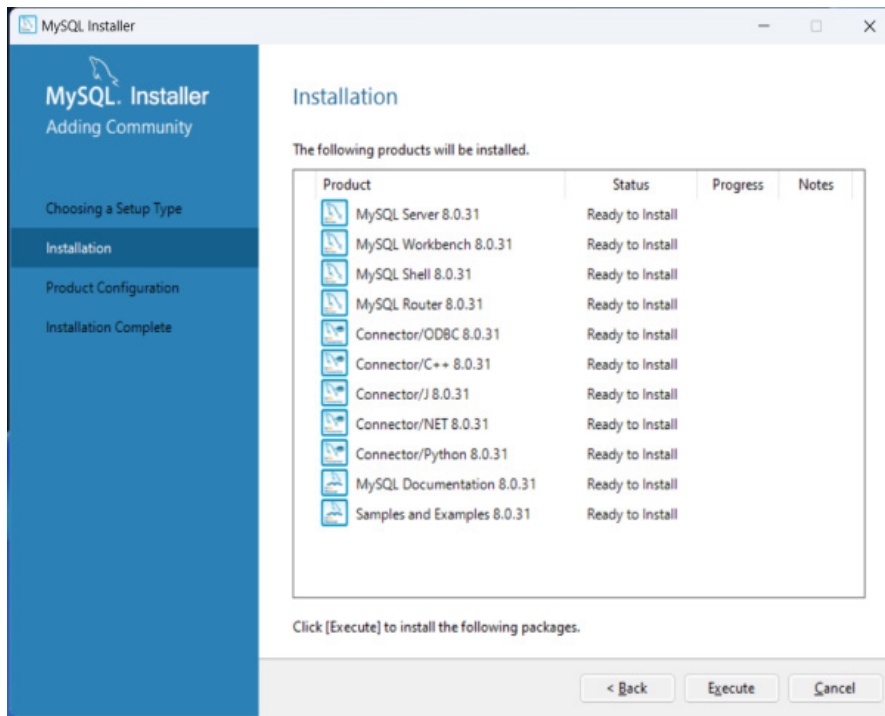 MySQL Installer
MySQL. Installer
Adding Community
Choosing a Setup Type
Installation
Product Configuration
Installation Complete
Installation
The following products will be installed.
Product Status Progress Notes
MySQL Server 8.0.31 Ready to Install
MySQL Workbench 8.0.31 Ready to Install
MySQL Shell 8.0.31 Ready to Install
MySQL Router 8.0.31 Ready to Install
Connector/ODBC 8.0.31 Ready to Install
Connector/C++ 8.0.31 Ready to Install
Connector/J 8.0.31 Ready to Install
Connector/NET 8.0.31 Ready to Install
Connector/Python 8.0.31 Ready to Install
MySQL Documentation 8.0.31 Ready to Install
Samples and Examples 8.0.31 Ready to Install
Click [Execute] to install the following packages.
< Back Execute Cancel